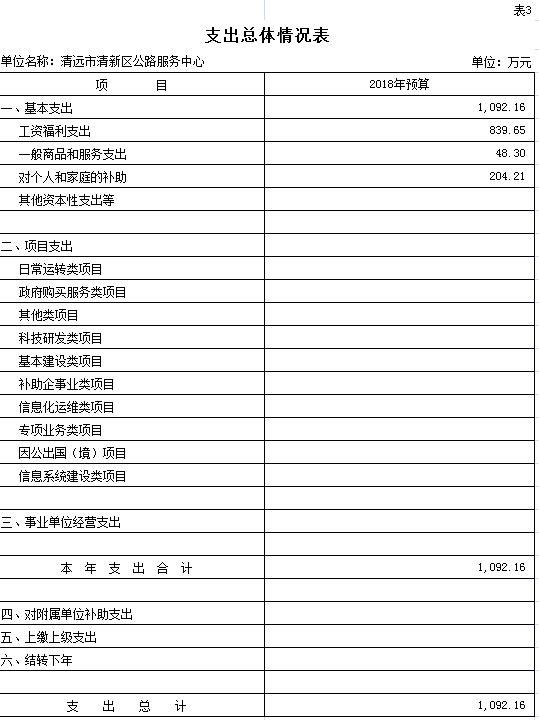 表3
支出总体情况表
单位名称：清远市清新区公路服务中心 单位：万元
项 目 2018年预算
一、基本支出 1,092.16
工资福利支出 839.65
一般商品和服务支出 48.30
对个人和家庭的补助 204.21
其他资本性支出等
二、项目支出
日常运转类项目
政府购买服务类项目
其他类项目
科技研发类项目
基本建设类项目
补助企事业类项目
信息化运维类项目
专项业务类项目
因公出国（境）项目
信息系统建设类项目
三、事业单位经营支出
本 年 支 出 合 计 1,092.16
四、对附属单位补助支出
五、上缴上级支出
六、结转下年
支 出 总 计 1,092.16